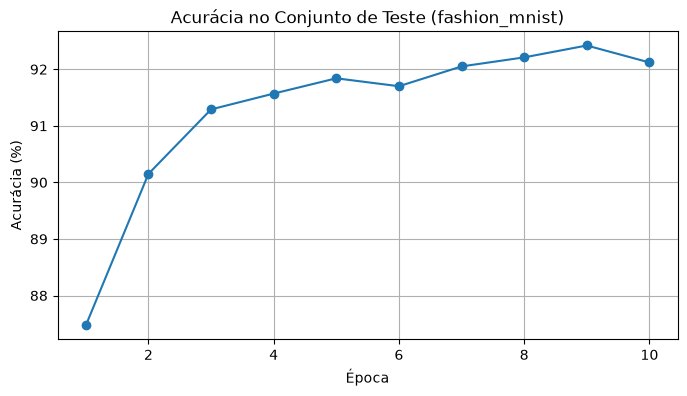 Acurácia no Conjunto de Teste (fashion_mnist)
Acurácia (%)
92
91
90
89
88
2 4 6 8 10
Época